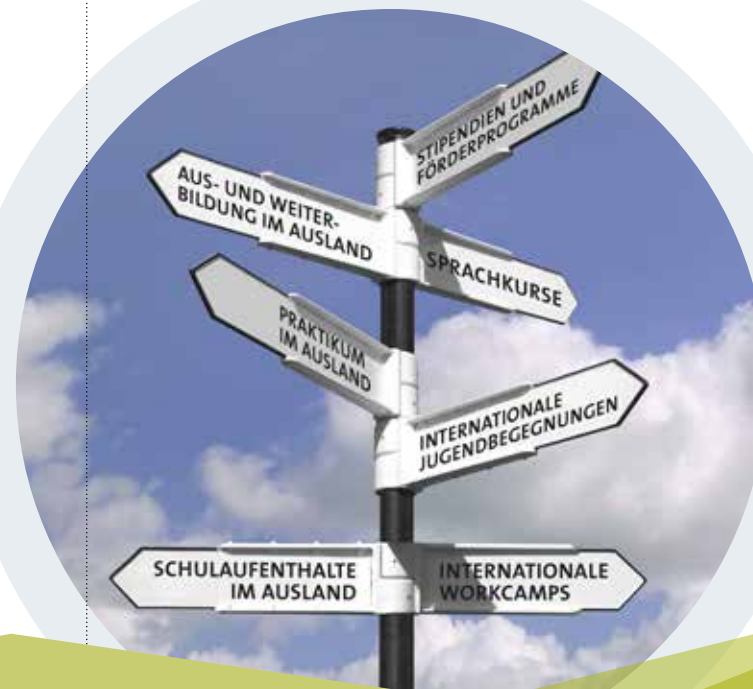 STIPENDIEN UND
FÖRDERPROGRAMME
AUS- UND WEITER-
BILDUNG IM AUSLAND
SPRACHKURSE
PRAKTIKUM
IM AUSLAND
INTERNATIONALE
JUGENDBEGEGNUNGEN
SCHULAUFENTHALTE
IM AUSLAND
INTERNATIONALE
WORKCAMPS